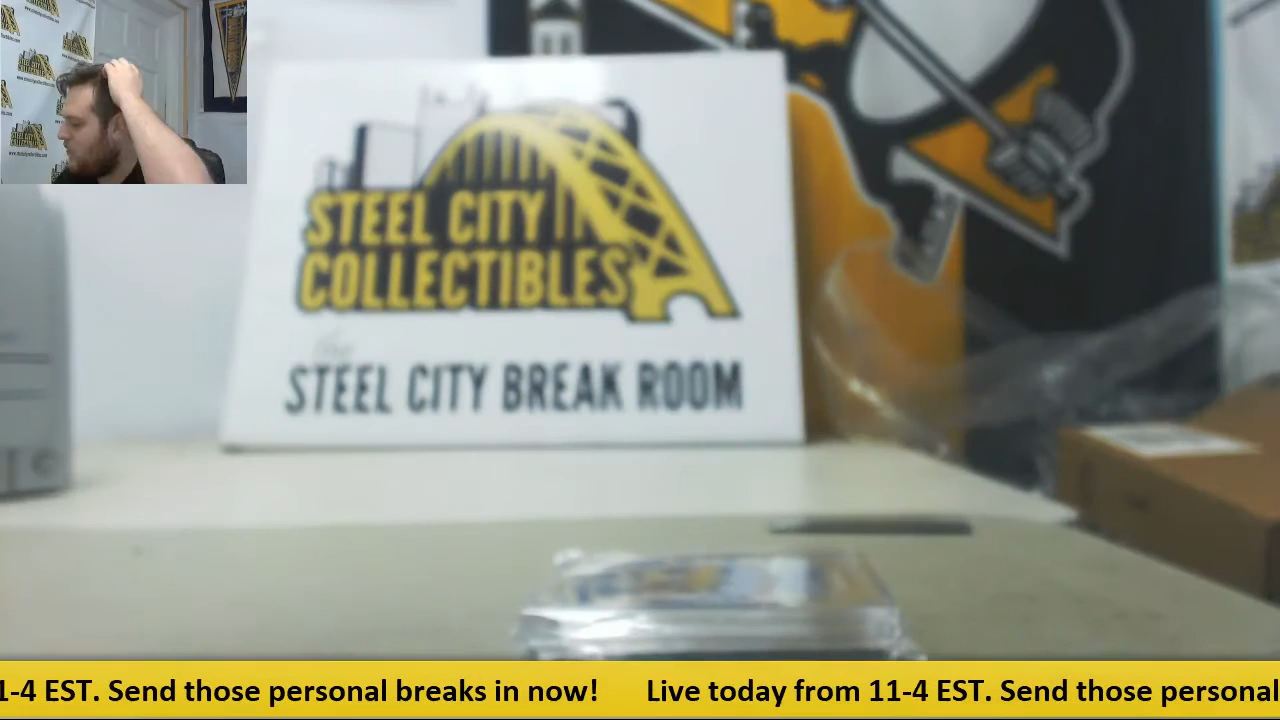 STEEL CITY
COLLECTIBLES
STEEL CITY BREAK ROOM
1-4 EST. Send those personal breaks in now! Live today from 11-4 EST. Send those personal